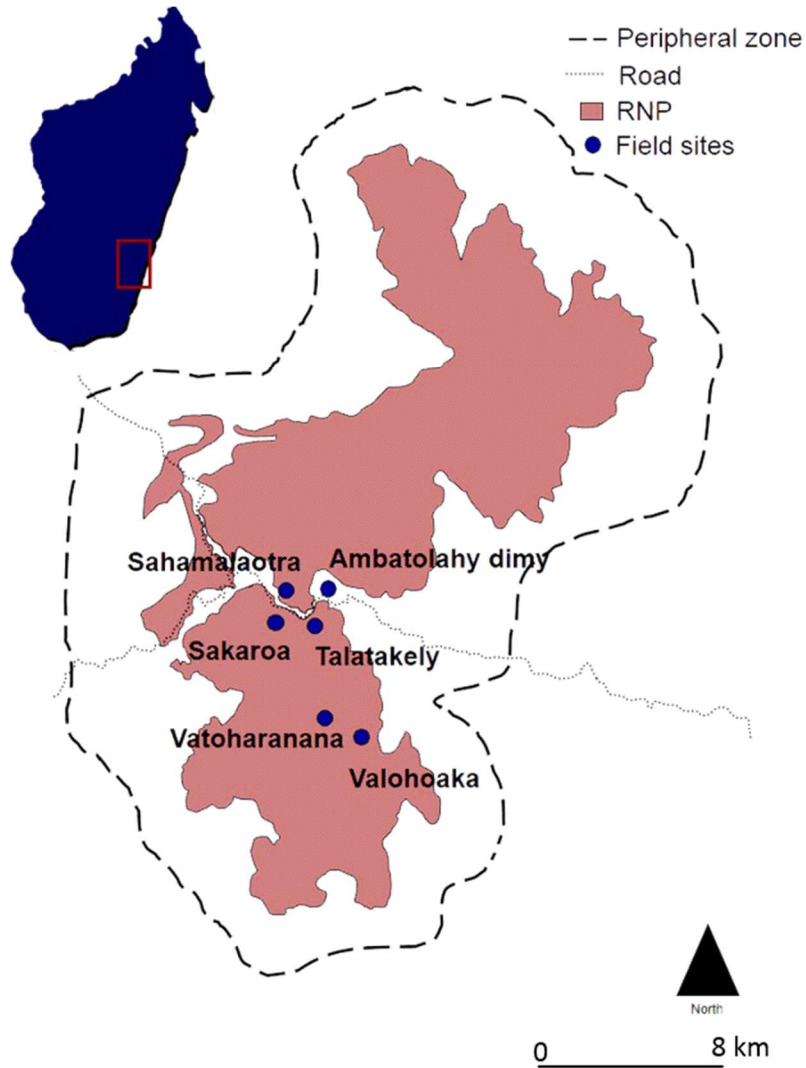 Peripheral zone
Road
RNP
Field sites
Sahamalaotra
Ambatolahy dimy
Sakaroa
Talatakely
Vatoharanana
Valohoaka
North
0
8 km